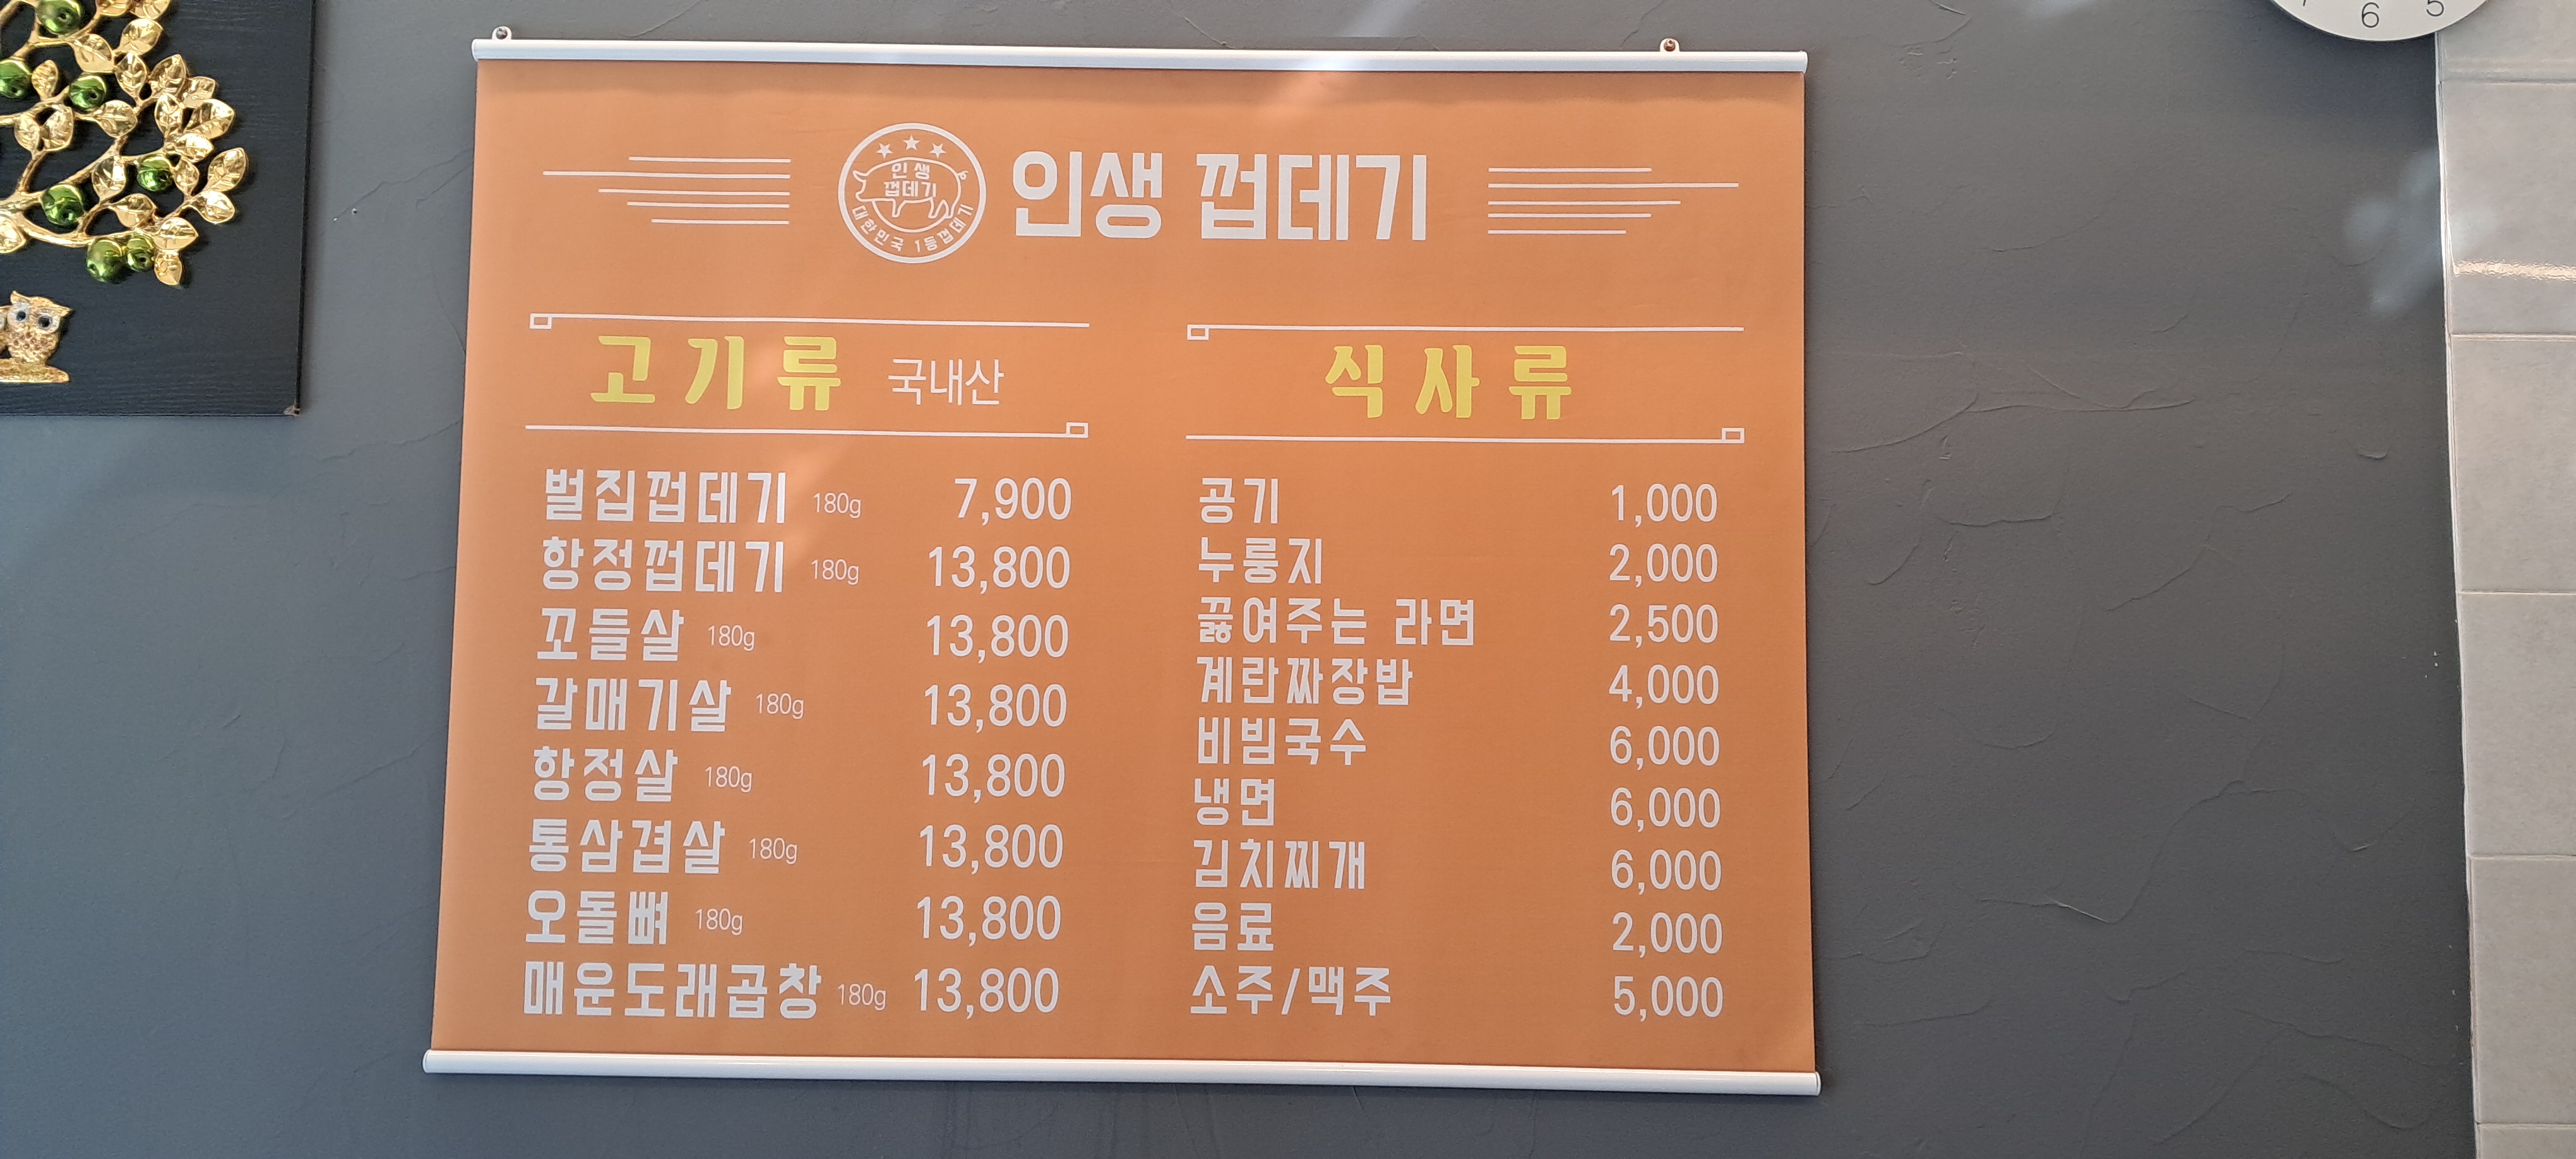 인생
껍데기
대한민국 1등껍데기
인생 껍데기
고기류 국내산
벌집껍데기 180g 7,900
항정껍데기 180g 13,800
꼬들살 180g 13,800
갈매기살 180g 13,800
항정살 180g 13,800
통삼겹살 180g 13,800
오돌뼈 180g 13,800
매운도래곱창 180g 13,800
식사류
공기 1,000
누룽지 2,000
끓여주는 라면 2,500
계란짜장밥 4,000
비빔국수 6,000
냉면 6,000
김치찌개 6,000
음료 2,000
소주/맥주 5,000
6 5